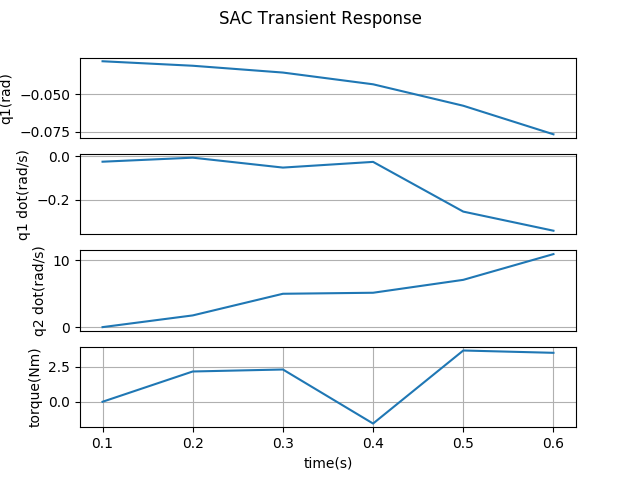 SAC Transient Response
q1(rad)
−0.050
−0.075
q1 dot(rad/s)
0.0
−0.2
q2 dot(rad/s)
10
0
torque(Nm)
2.5
0.0
0.1 0.2 0.3 0.4 0.5 0.6
time(s)